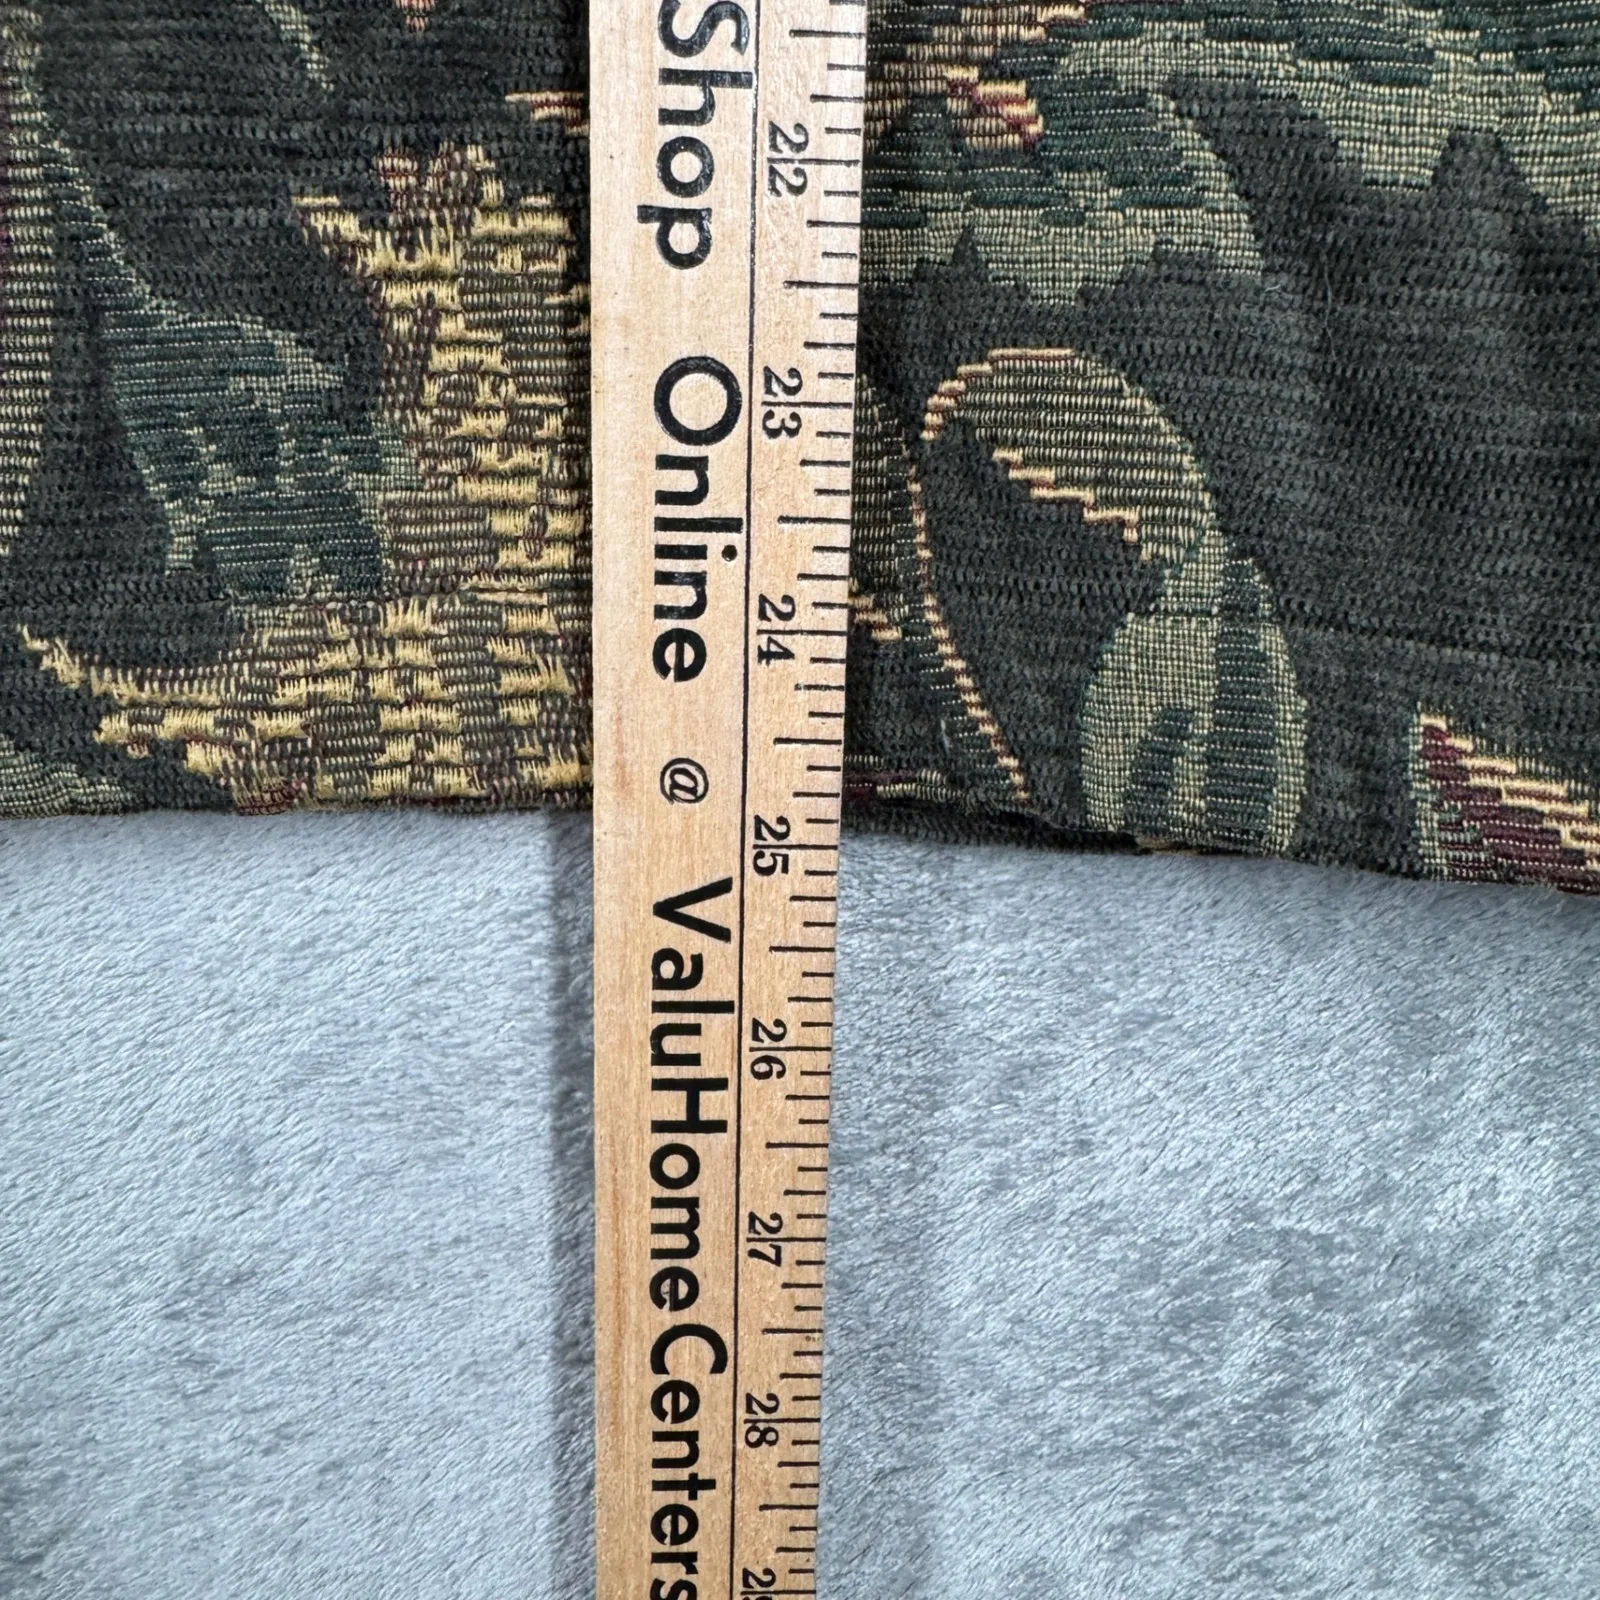 Shop Online @ ValuHomeCenters
22 23 24 25 26 27 28